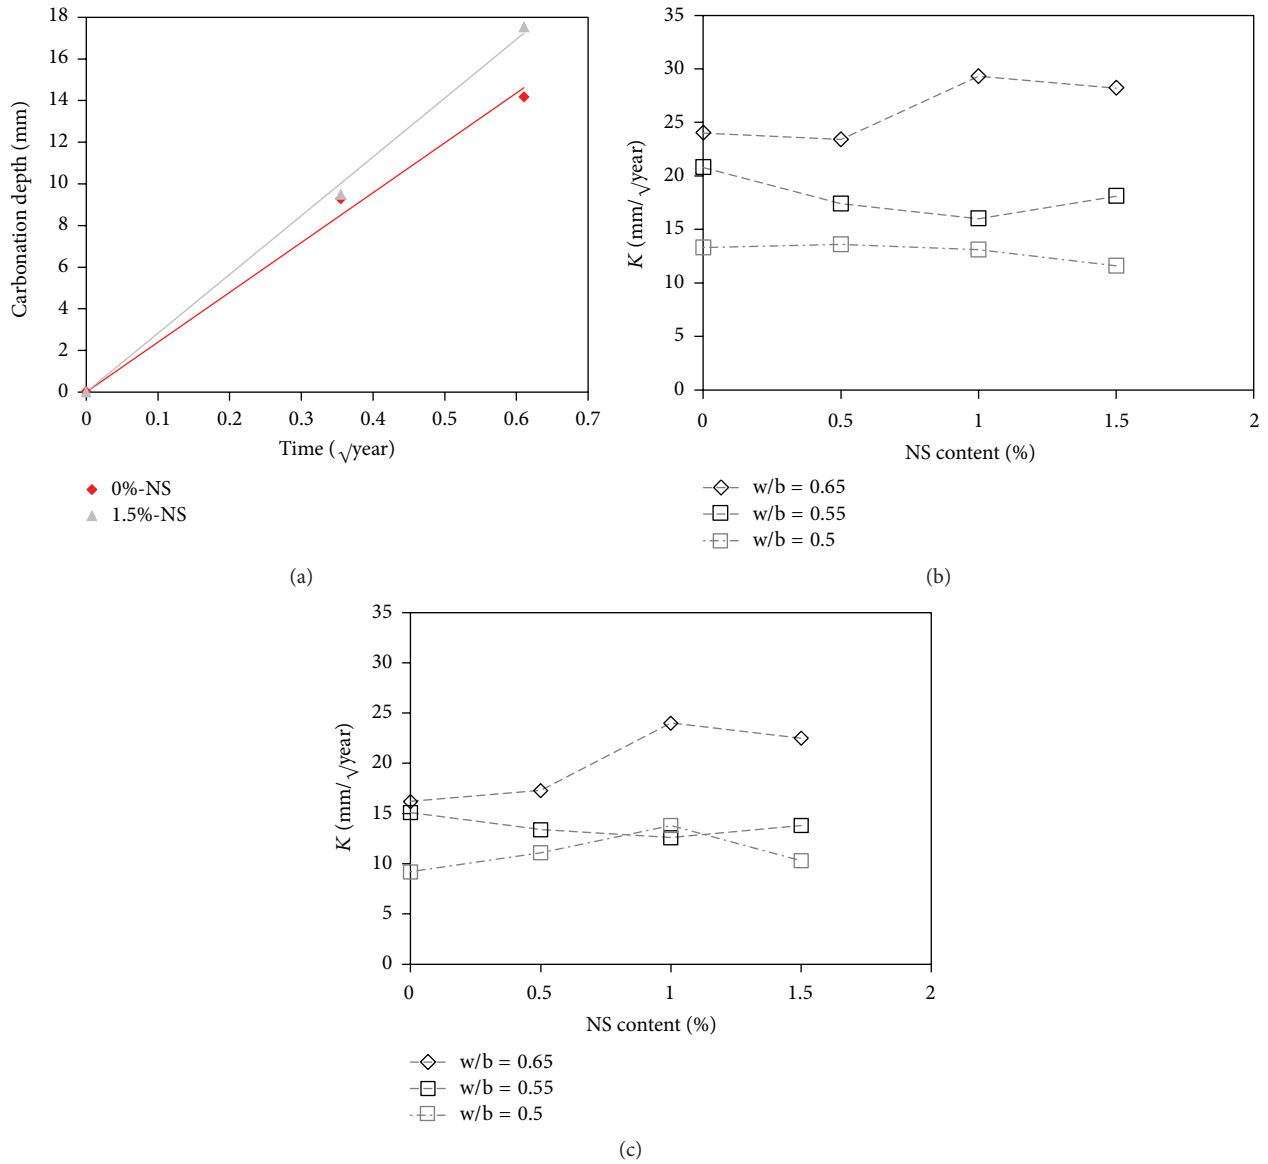 18
16
14
12
10
8
6
4
2
0
Carbonation depth (mm)
0 0.1 0.2 0.3 0.4 0.5 0.6 0.7
Time (√year)
0%-NS
1.5%-NS
(a)
35
30
25
20
15
10
5
0
K (mm/√year)
0 0.5 1 1.5 2
NS content (%)
w/b = 0.65
w/b = 0.55
w/b = 0.5
(b)
35
30
25
20
15
10
5
0
K (mm/√year)
0 0.5 1 1.5 2
NS content (%)
w/b = 0.65
w/b = 0.55
w/b = 0.5
(c)